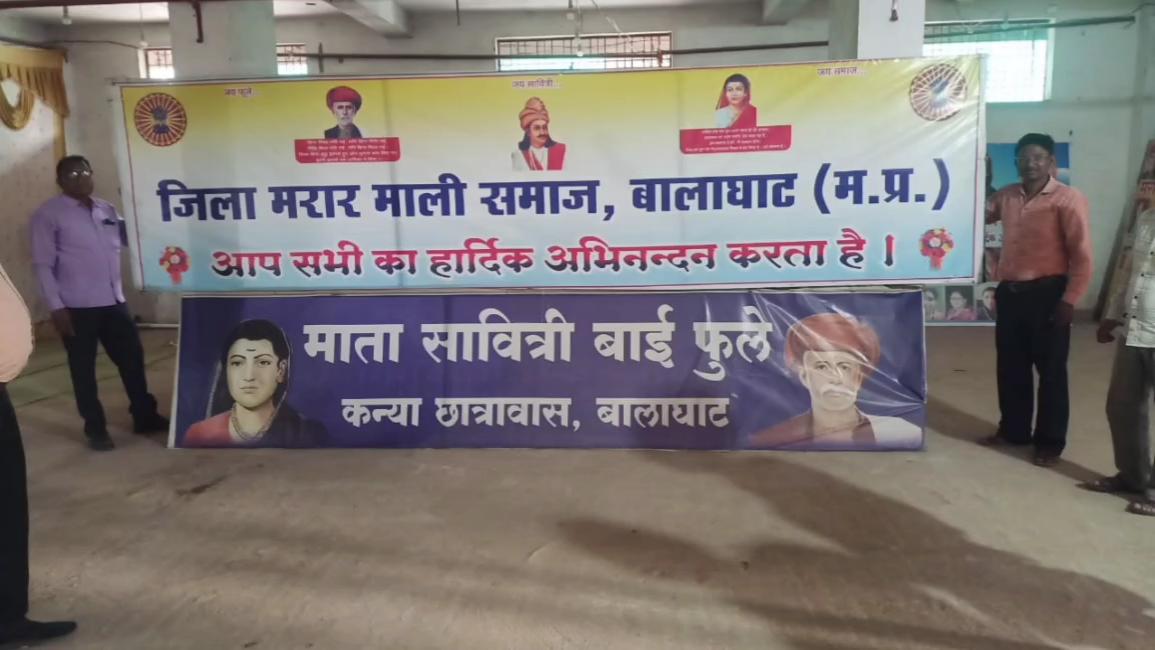 जय फूले..
जय सावित्री..
जय समाज..
जिला मरार माली समाज, बालाघाट (म.प्र.)
आप सभी का हार्दिक अभिनन्दन करता है ।
माता सावित्री बाई फुले
कन्या छात्रावास, बालाघाट